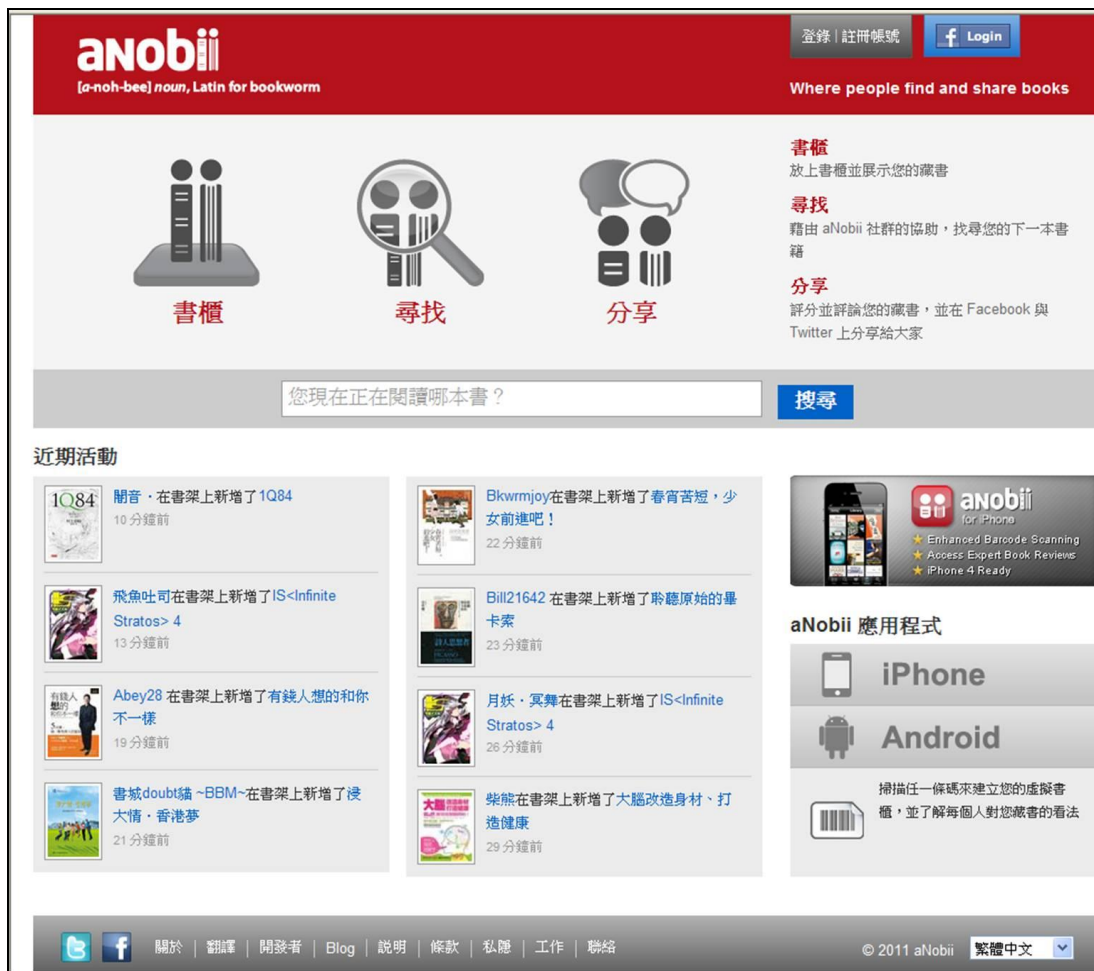 aNobii
[a-noh-bee] noun, Latin for bookworm
登錄 | 註冊帳號
f Login
Where people find and share books
書櫃
尋找
分享
書櫃
放上書櫃並展示您的藏書
尋找
藉由 aNobii 社群的協助，找尋您的下一本書
籍
分享
評分並評論您的藏書，並在 Facebook 與
Twitter 上分享給大家
您現在正在閱讀哪本書？
搜尋
近期活動
1Q84
闇音．在書架上新增了1Q84
10 分鐘前
飛魚吐司在書架上新增了IS<Infinite
Stratos> 4
13 分鐘前
有錢人
想的
Abey28 在書架上新增了有錢人想的和你
不一樣
19 分鐘前
書城doubt貓 ~BBM~在書架上新增了浸
大情．香港夢
21 分鐘前
Bkwrmjoy在書架上新增了春宵苦短，少
女前進吧！
22 分鐘前
Bill21642 在書架上新增了聆聽原始的畢
卡索
23 分鐘前
月妖．冥舞在書架上新增了IS<Infinite
Stratos> 4
26 分鐘前
大腦
柴熊在書架上新增了大腦改造身材、打
造健康
29 分鐘前
aNobii
for iPhone
Enhanced Barcode Scanning
Access Expert Book Reviews
iPhone 4 Ready
aNobii 應用程式
iPhone
Android
掃描任一條碼來建立您的虛擬書
櫃，並了解每個人對您藏書的看法
關於 | 翻譯 | 開發者 | Blog | 説明 | 條款 | 私隱 | 工作 | 聯絡
© 2011 aNobii
繁體中文